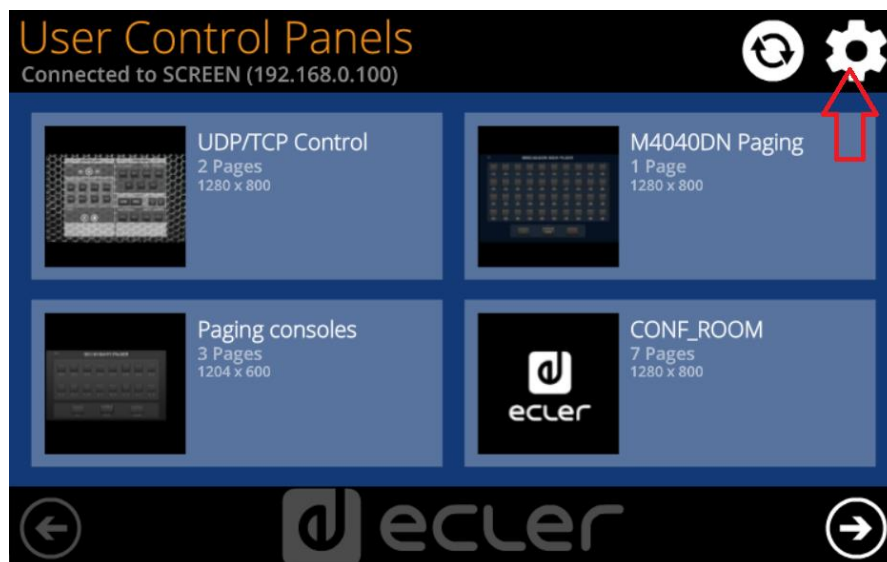 User Control Panels
Connected to SCREEN (192.168.0.100)
UDP/TCP Control
2 Pages
1280 x 800
M4040DN Paging
1 Page
1280 x 800
Paging consoles
3 Pages
1204 x 600
ecler
CONF_ROOM
7 Pages
1280 x 800
ecler